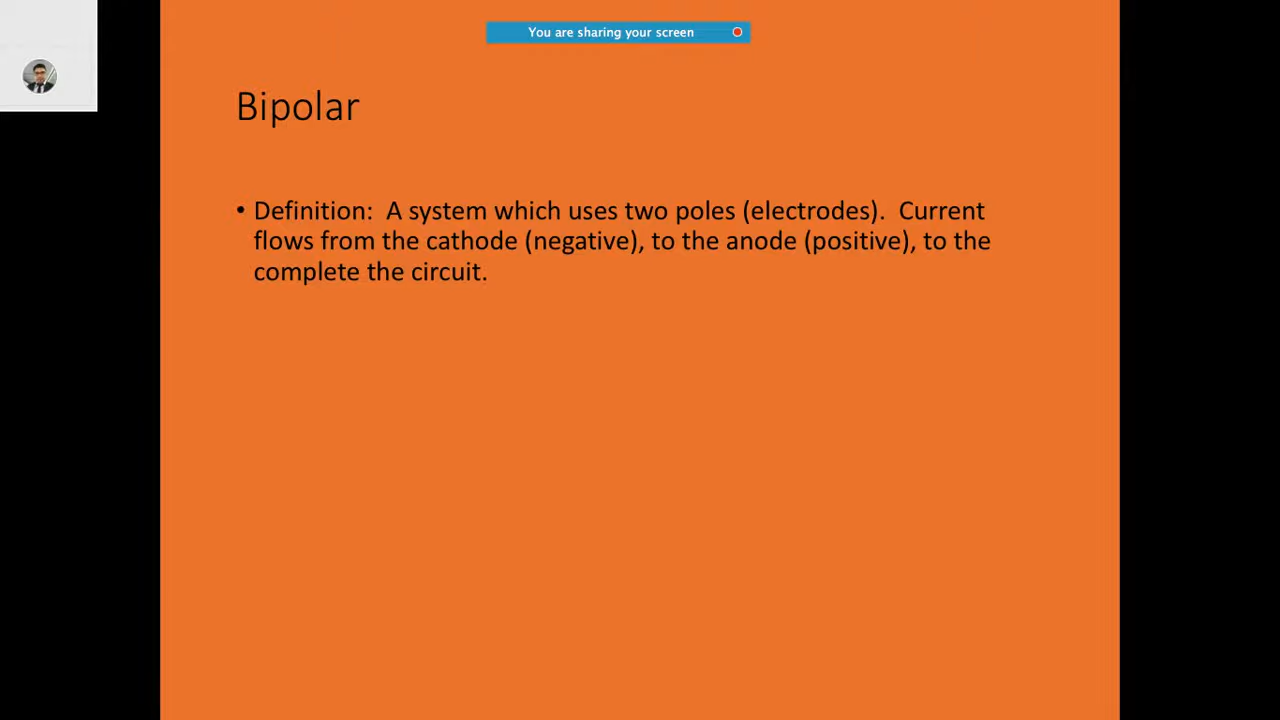 You are sharing your screen
Bipolar
• Definition:  A system which uses two poles (electrodes).  Current
flows from the cathode (negative), to the anode (positive), to the
complete the circuit.